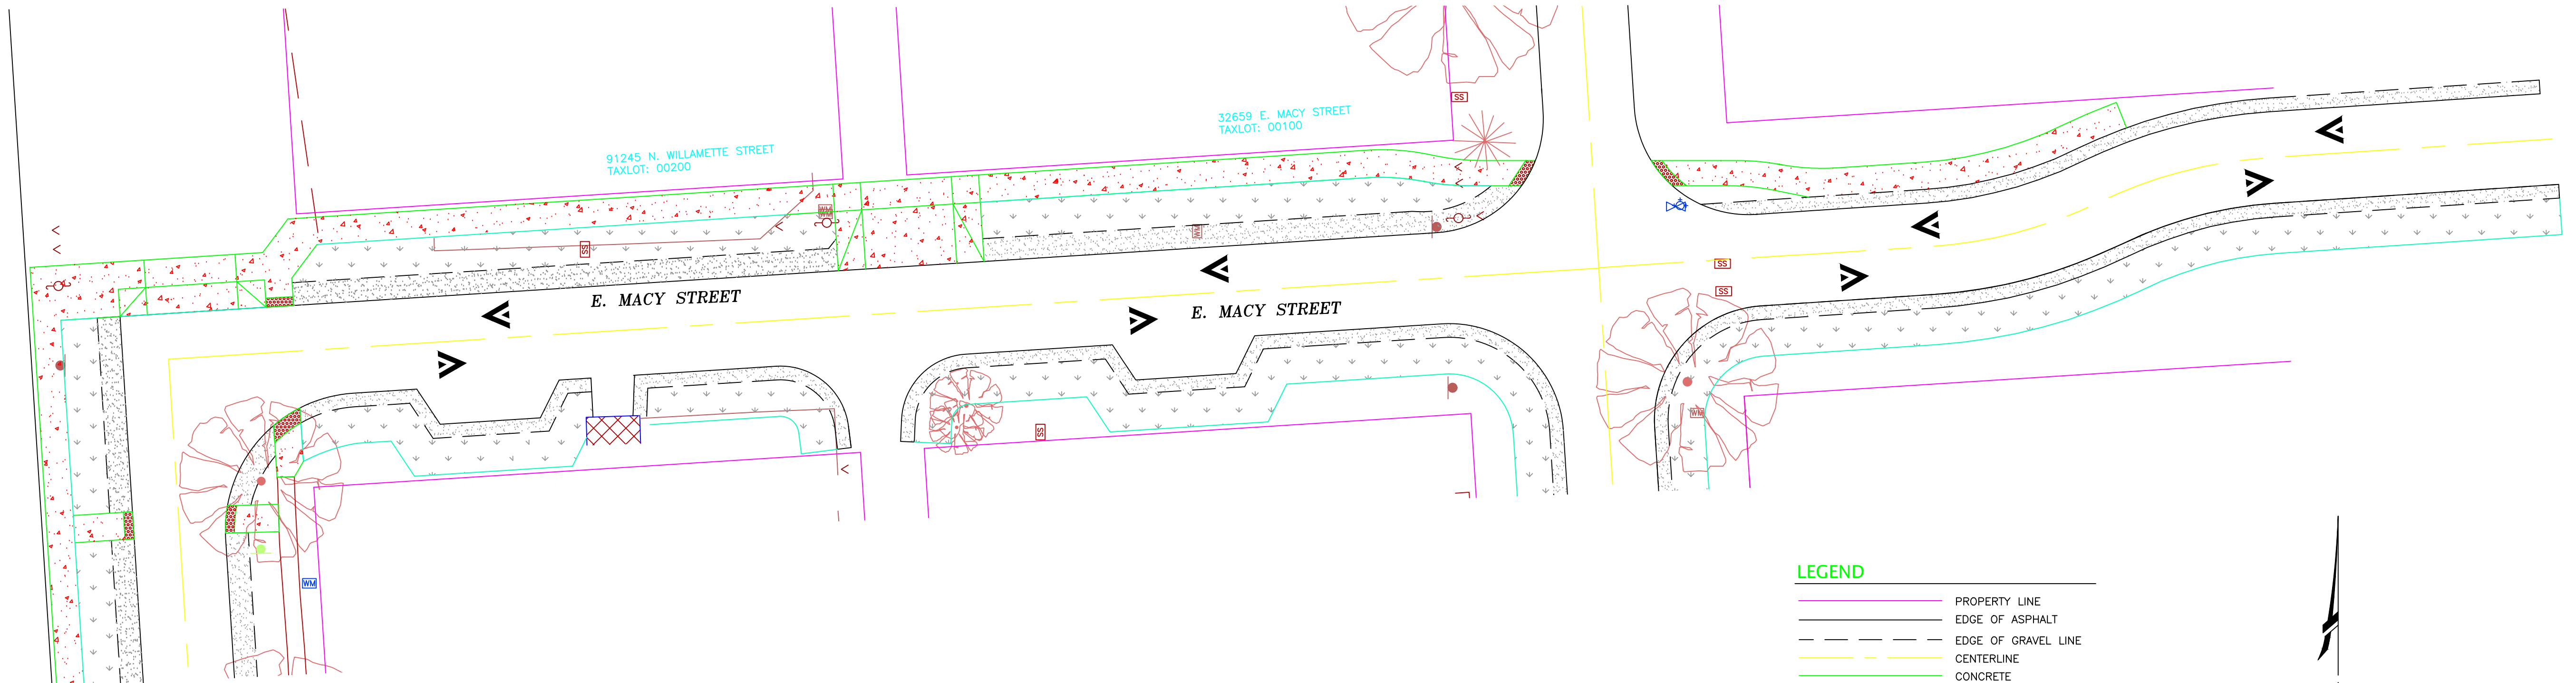 SS
32659 E. MACY STREET
TAXLOT: 00100
91245 N. WILLAMETTE STREET
TAXLOT: 00200
WM
WM
SS
SS
SS
E. MACY STREET
E. MACY STREET
WM
SS
WM
LEGEND
PROPERTY LINE
EDGE OF ASPHALT
EDGE OF GRAVEL LINE
CENTERLINE
CONCRETE